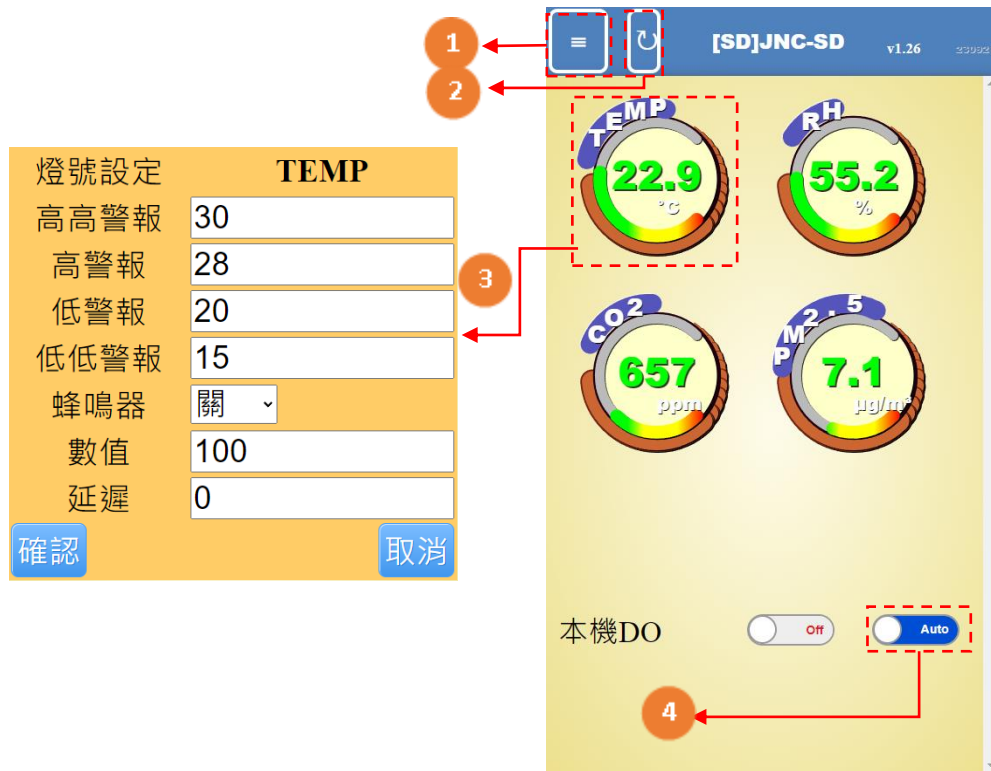 1
2
≡ ↻ [SD]JNC-SD v1.26
燈號設定 TEMP
高高警報 30
高警報 28
低警報 20
低低警報 15
蜂鳴器 關
數值 100
延遲 0
確認 取消
3
TEMP
22.9
°C
RH
55.2
%
CO2
657
ppm
PM2.5
7.1
µg/m³
本機DO Off Auto
4